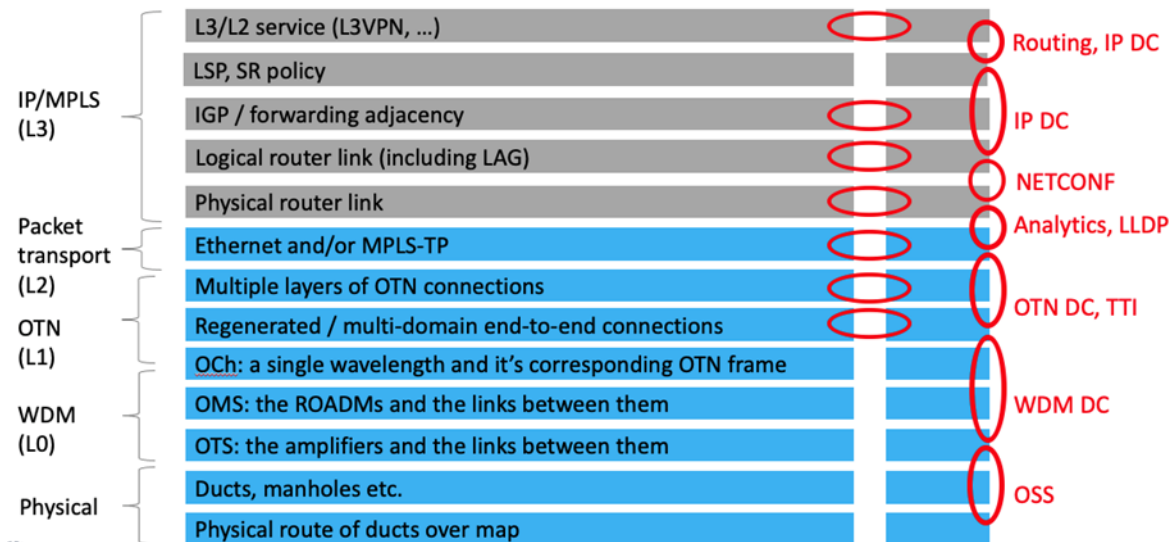 L3/L2 service (L3VPN, ...)
Routing, IP DC
LSP, SR policy
IP/MPLS
(L3)
IGP / forwarding adjacency
IP DC
Logical router link (including LAG)
NETCONF
Physical router link
Packet
transport
(L2)
Analytics, LLDP
Ethernet and/or MPLS-TP
Multiple layers of OTN connections
OTN DC, TTI
OTN
(L1)
Regenerated / multi-domain end-to-end connections
OCh: a single wavelength and it's corresponding OTN frame
WDM
(L0)
OMS: the ROADMs and the links between them
WDM DC
OTS: the amplifiers and the links between them
Physical
Ducts, manholes etc.
OSS
Physical route of ducts over map